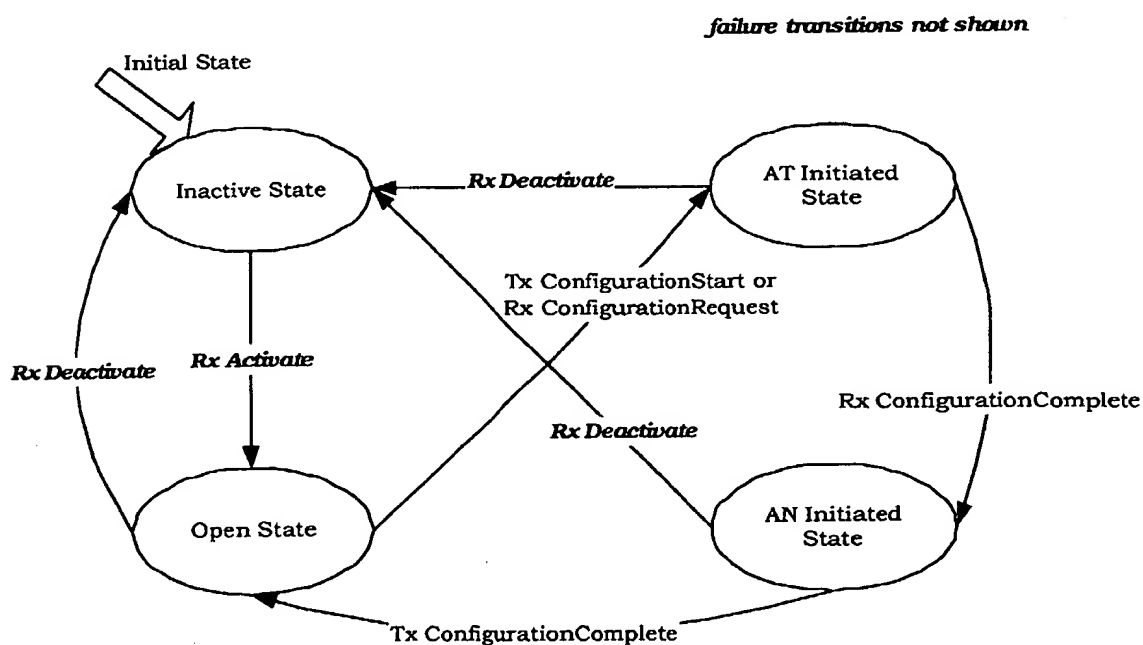 failure transitions not shown
Initial State
Inactive State
Rx Deactivate
AT Initiated
State
Tx ConfigurationStart or
Rx ConfigurationRequest
Rx Deactivate
Rx Activate
Rx ConfigurationComplete
Rx Deactivate
Open State
AN Initiated
State
Tx ConfigurationComplete